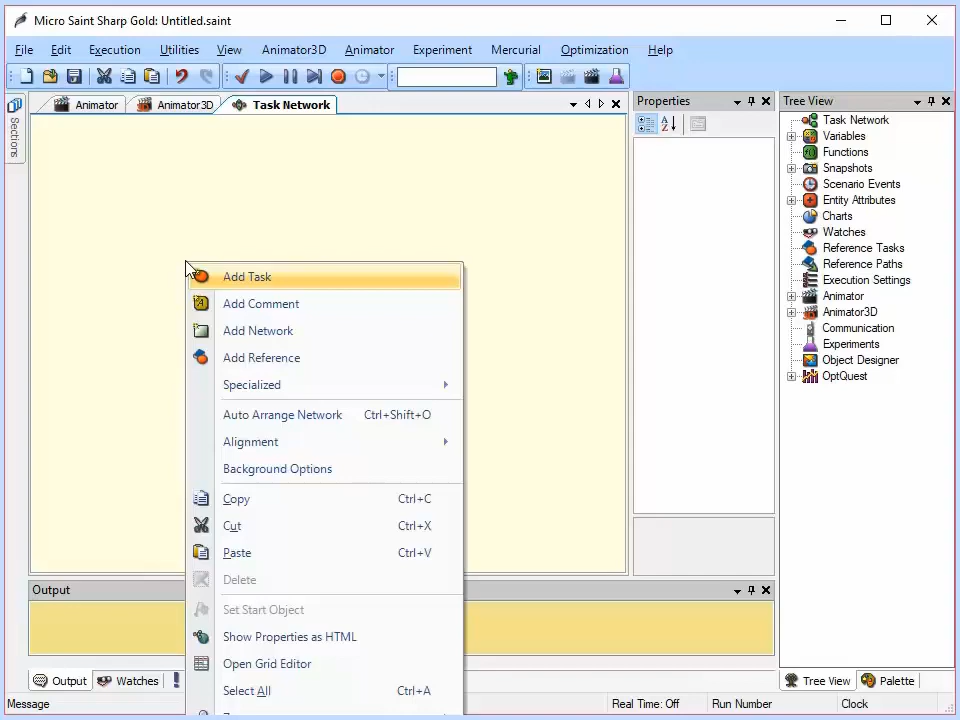 Micro Saint Sharp Gold: Untitled.saint
File Edit Execution Utilities View Animator3D Animator Experiment Mercurial Optimization Help
Animator Animator3D Task Network
Properties
Tree View
Sections
Task Network
Variables
Functions
Snapshots
Scenario Events
Entity Attributes
Charts
Watches
Reference Tasks
Reference Paths
Execution Settings
Animator
Animator3D
Communication
Experiments
Object Designer
OptQuest
Add Task
Add Comment
Add Network
Add Reference
Specialized
Auto Arrange Network Ctrl+Shift+O
Alignment
Background Options
Copy Ctrl+C
Cut Ctrl+X
Paste Ctrl+V
Delete
Set Start Object
Show Properties as HTML
Open Grid Editor
Select All Ctrl+A
Output
Output Watches
Tree View Palette
Message Real Time: Off Run Number Clock